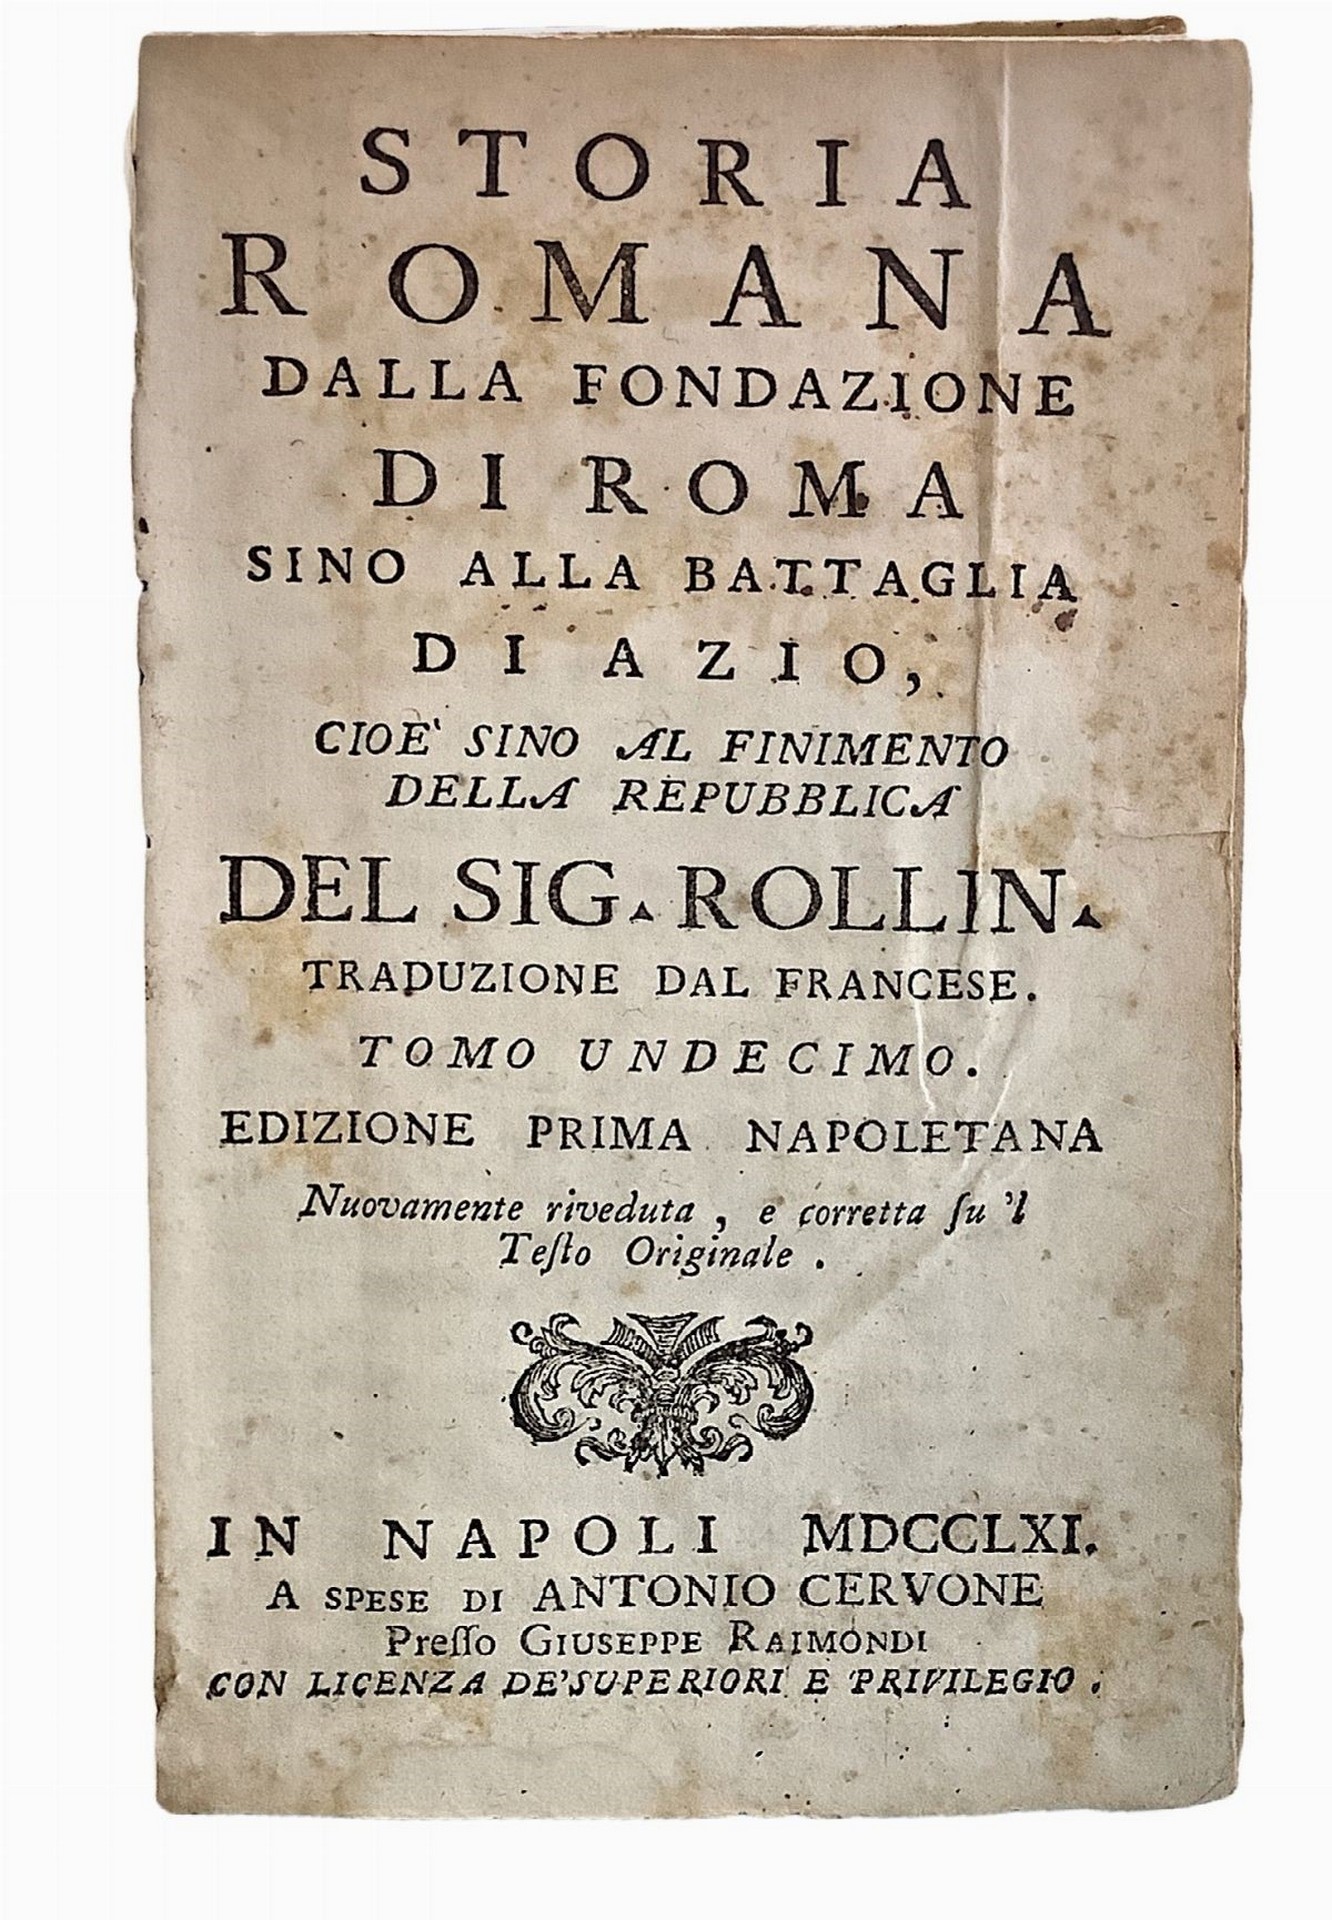 STORIA
ROMANA
DALLA FONDAZIONE
DI ROMA
SINO ALLA BATTAGLIA
DI AZIO,
CIOE' SINO AL FINIMENTO
DELLA REPUBBLICA
DEL SIG. ROLLIN.
TRADUZIONE DAL FRANCESE.
TOMO UNDECIMO.
EDIZIONE PRIMA NAPOLETANA
Nuovamente riveduta, e corretta ſu 'l
Teſto Originale.
IN NAPOLI MDCCLXI.
A SPESE DI ANTONIO CERVONE
Preſſo GIUSEPPE RAIMONDI
CON LICENZA DE'SUPERIORI E PRIVILEGIO.